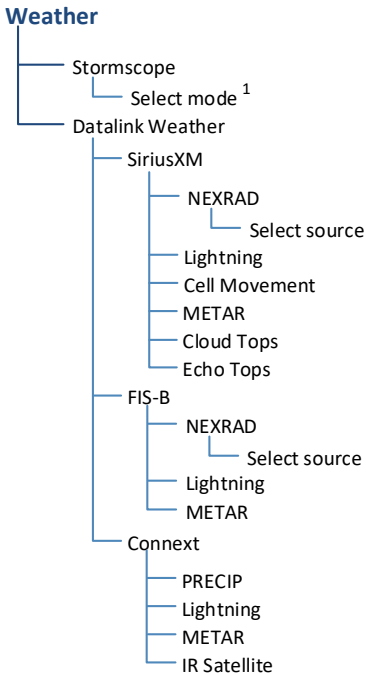 Weather
Stormscope
Select mode 1
Datalink Weather
SiriusXM
NEXRAD
Select source
Lightning
Cell Movement
METAR
Cloud Tops
Echo Tops
FIS-B
NEXRAD
Select source
Lightning
METAR
Connext
PRECIP
Lightning
METAR
IR Satellite